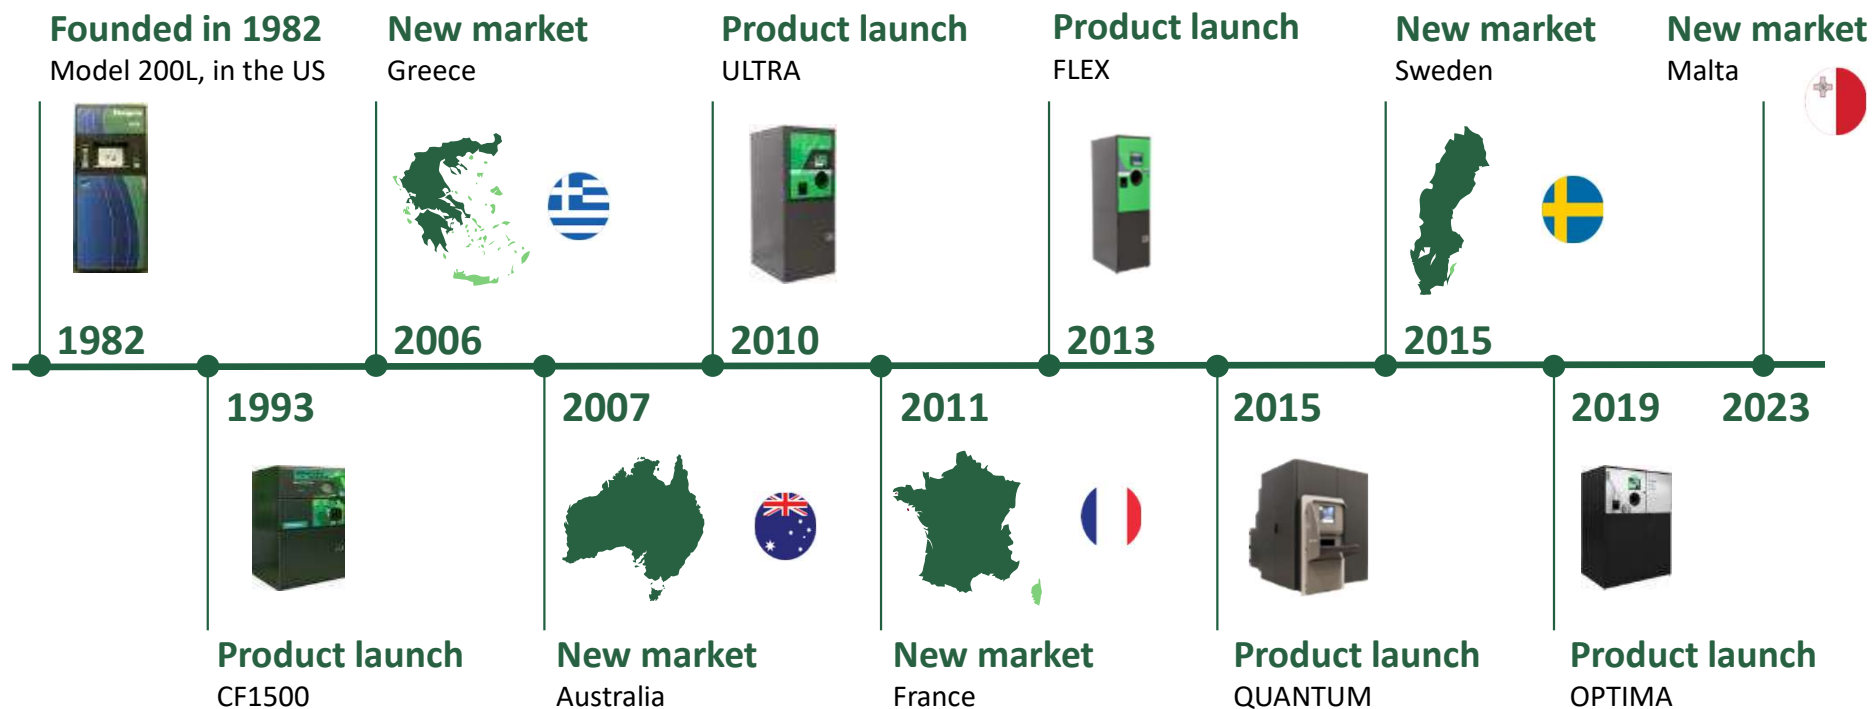 Founded in 1982
Model 200L, in the US
New market
Greece
Product launch
ULTRA
Product launch
FLEX
New market
Sweden
New market
Malta
1982
2006
2010
2013
2015
1993
2007
2011
2015
2019
2023
Product launch
CF1500
New market
Australia
New market
France
Product launch
QUANTUM
Product launch
OPTIMA